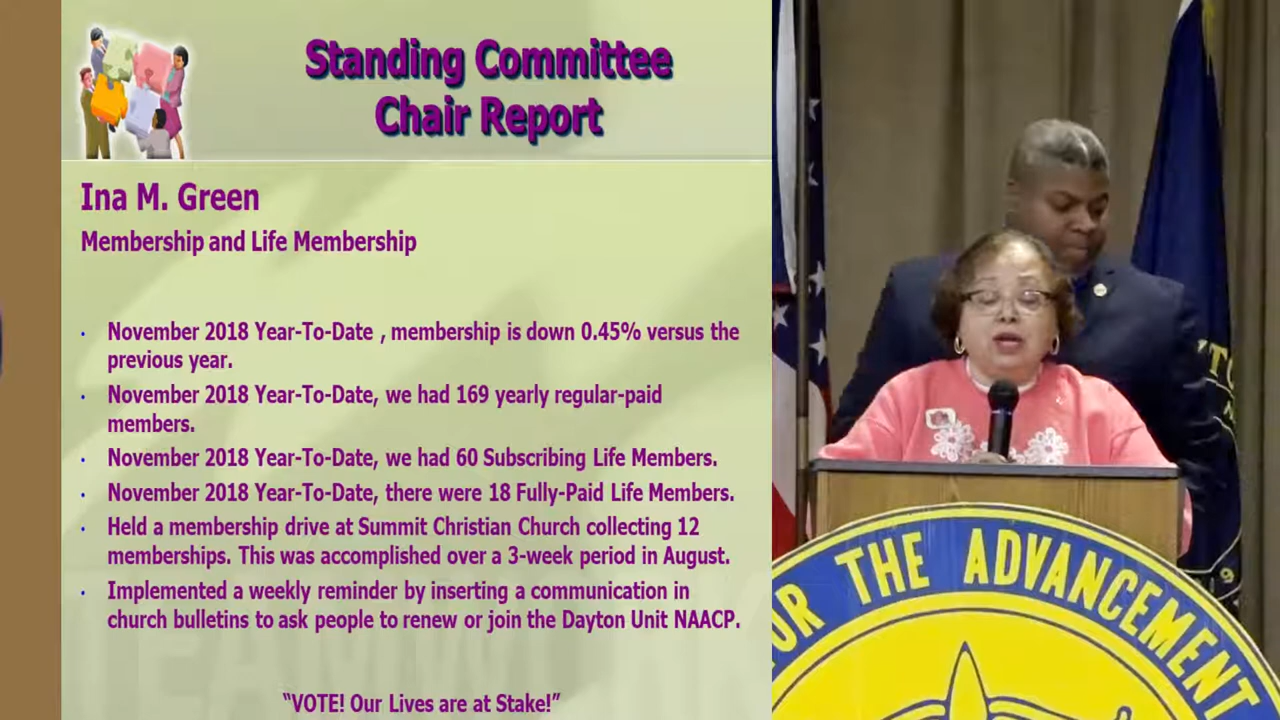 Standing Committee
Chair Report
Ina M. Green
Membership and Life Membership
· November 2018 Year-To-Date , membership is down 0.45% versus the
previous year.
· November 2018 Year-To-Date, we had 169 yearly regular-paid
members.
· November 2018 Year-To-Date, we had 60 Subscribing Life Members.
· November 2018 Year-To-Date, there were 18 Fully-Paid Life Members.
· Held a membership drive at Summit Christian Church collecting 12
memberships. This was accomplished over a 3-week period in August.
· Implemented a weekly reminder by inserting a communication in
church bulletins to ask people to renew or join the Dayton Unit NAACP.
“VOTE! Our Lives are at Stake!”
THE ADVANCEMENT